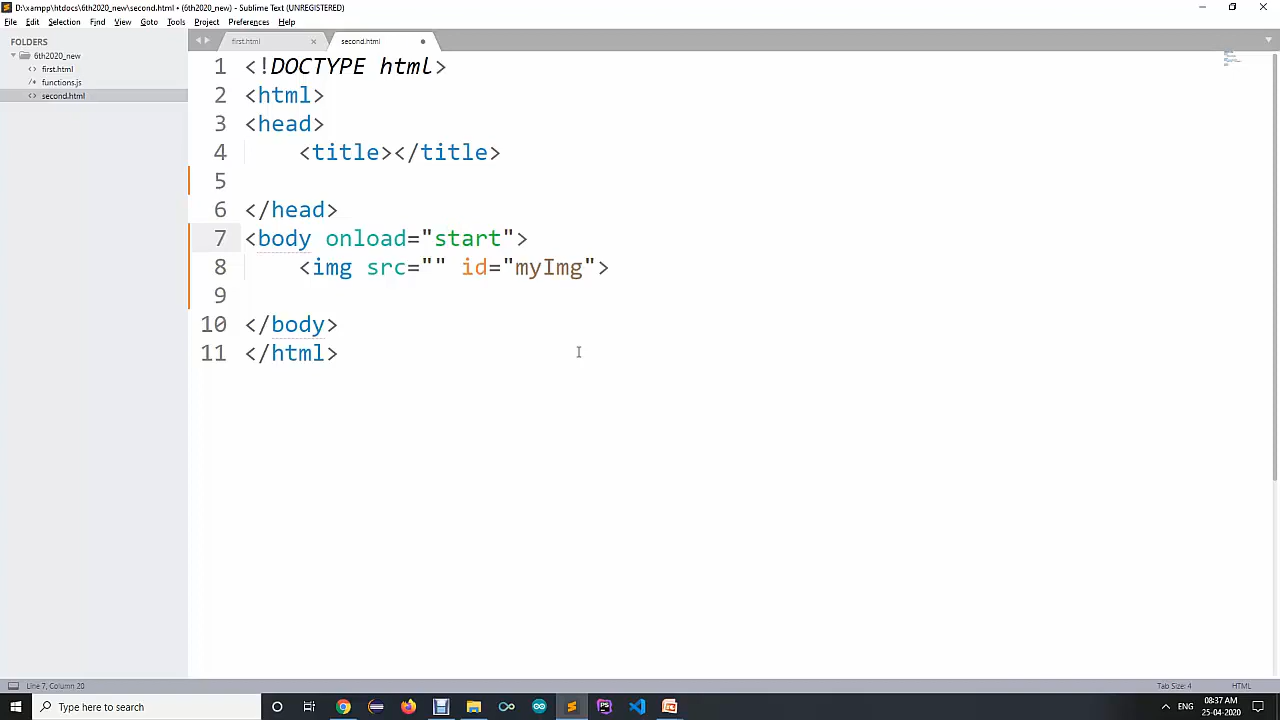 D:\xampp\htdocs\6th2020_new\second.html • (6th2020_new) - Sublime Text (UNREGISTERED)
File Edit Selection Find View Goto Tools Project Preferences Help
FOLDERS
6th2020_new
first.html
functions.js
second.html
first.html
second.html
1 <!DOCTYPE html>
2 <html>
3 <head>
4 <title></title>
5
6 </head>
7 <body onload="start">
8 <img src="" id="myImg">
9
10 </body>
11 </html>
Line 7, Column 20
Tab Size: 4
HTML
Type here to search
ENG
08:37 AM
25-04-2020